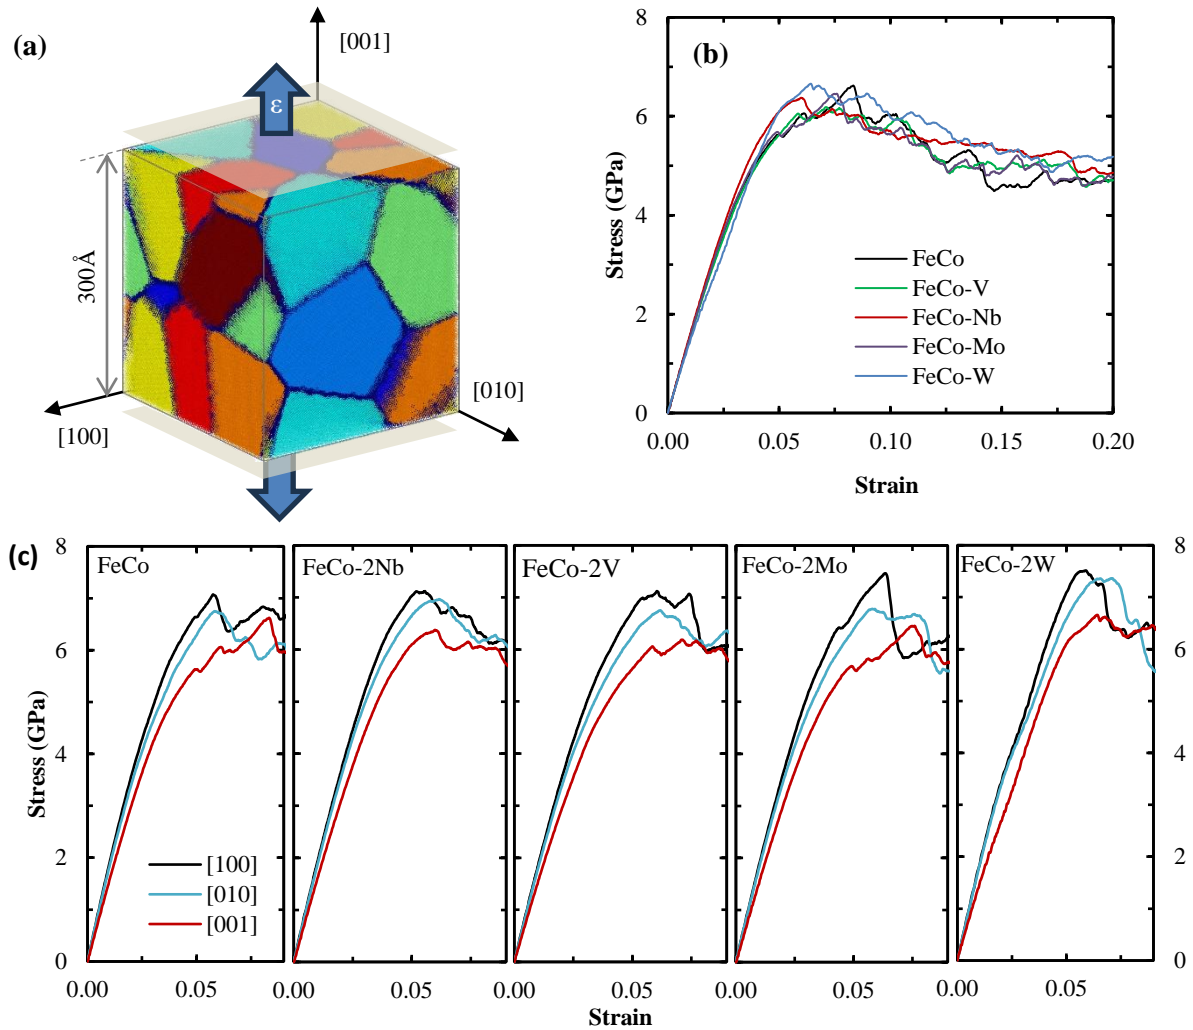 (a)
[001]
ε
300Å
[100]
[010]
(b)
8
6
4
2
0
Stress (GPa)
FeCo
FeCo-V
FeCo-Nb
FeCo-Mo
FeCo-W
0.00 0.05 0.10 0.15 0.20
Strain
(c)
FeCo
FeCo-2Nb
FeCo-2V
FeCo-2Mo
FeCo-2W
8
6
4
2
0
Stress (GPa)
[100]
[010]
[001]
8
6
4
2
0
0.00 0.05 0.00 0.05 0.00 0.05 0.00 0.05 0.00 0.05
Strain